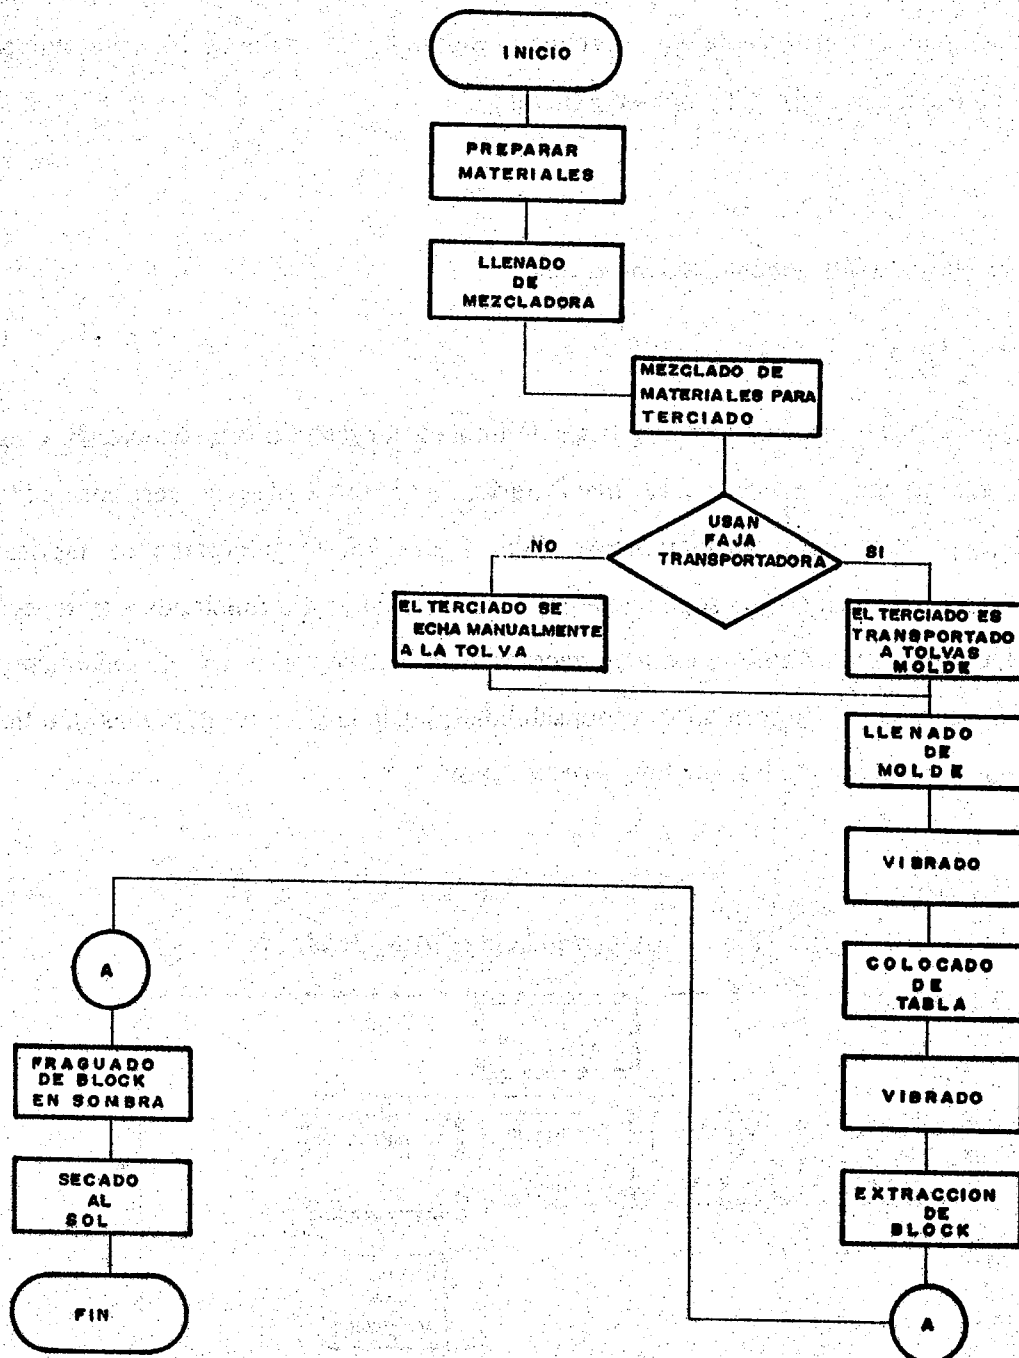 INICIO
PREPARAR
MATERIALES
LLENADO
DE
MEZCLADORA
MEZCLADO DE
MATERIALES PARA
TERCIADO
USAN
FAJA
TRANSPORTADORA
NO
SI
EL TERCIADO SE
ECHA MANUALMENTE
A LA TOLVA
EL TERCIADO ES
TRANSPORTADO
A TOLVAS
MOLDE
LLENADO
DE
MOLDE
VIBRADO
COLOCADO
DE
TABLA
VIBRADO
EXTRACCION
DE
BLOCK
A
A
FRAGUADO
DE BLOCK
EN SOMBRA
SECADO
AL
SOL
FIN